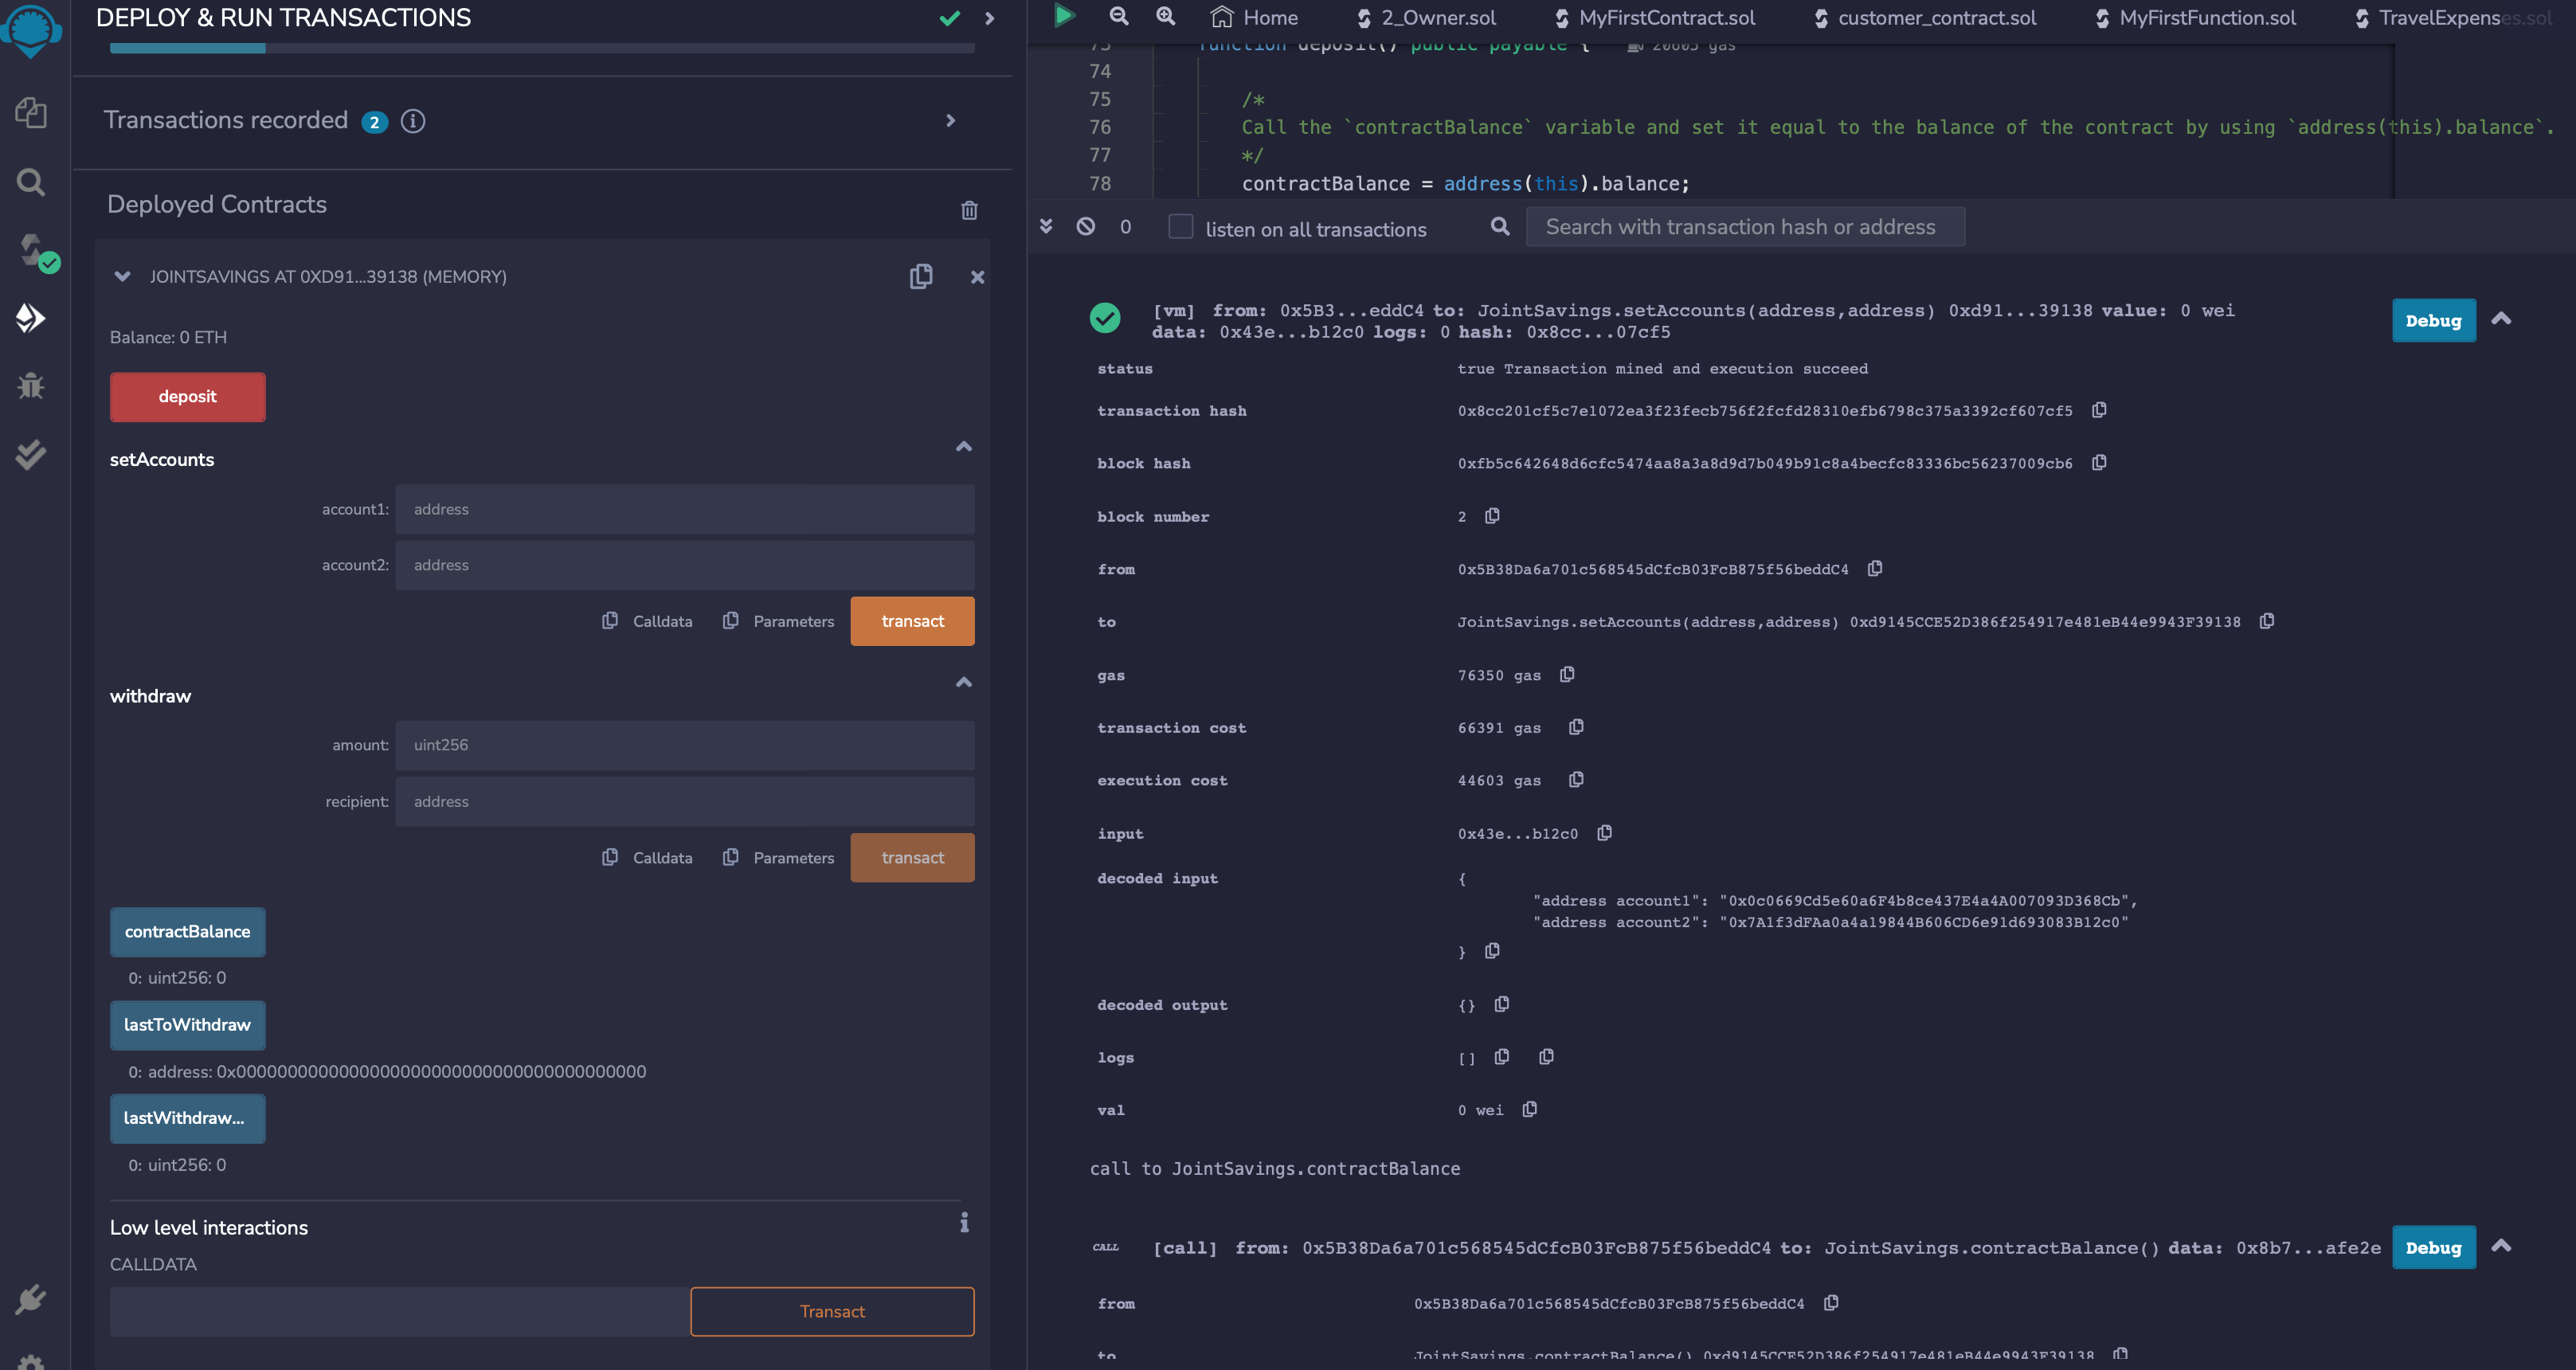 DEPLOY & RUN TRANSACTIONS
Transactions recorded 2
Deployed Contracts
JOINTSAVINGS AT 0XD91...39138 (MEMORY)
Balance: 0 ETH
deposit
setAccounts
account1: address
account2: address
Calldata Parameters transact
withdraw
amount: uint256
recipient: address
Calldata Parameters transact
contractBalance
0: uint256: 0
lastToWithdraw
0: address: 0x0000000000000000000000000000000000000000
lastWithdraw...
0: uint256: 0
Low level interactions
CALLDATA
Transact
Home 2_Owner.sol MyFirstContract.sol customer_contract.sol MyFirstFunction.sol TravelExpenses.sol
73 function deposit() public payable { 20603 gas
74
75 /*
76 Call the `contractBalance` variable and set it equal to the balance of the contract by using `address(this).balance`.
77 */
78 contractBalance = address(this).balance;
0 listen on all transactions Search with transaction hash or address
[vm] from: 0x5B3...eddC4 to: JointSavings.setAccounts(address,address) 0xd91...39138 value: 0 wei
data: 0x43e...b12c0 logs: 0 hash: 0x8cc...07cf5
Debug
status true Transaction mined and execution succeed
transaction hash 0x8cc201cf5c7e1072ea3f23fecb756f2fcfd28310efb6798c375a3392cf607cf5
block hash 0xfb5c642648d6cfc5474aa8a3a8d9d7b049b91c8a4becfc83336bc56237009cb6
block number 2
from 0x5B38Da6a701c568545dCfcB03FcB875f56beddC4
to JointSavings.setAccounts(address,address) 0xd9145CCE52D386f254917e481eB44e9943F39138
gas 76350 gas
transaction cost 66391 gas
execution cost 44603 gas
input 0x43e...b12c0
decoded input {
"address account1": "0x0c0669Cd5e60a6F4b8ce437E4a4A007093D368Cb",
"address account2": "0x7A1f3dFAa0a4a19844B606CD6e91d693083B12c0"
}
decoded output {}
logs []
val 0 wei
call to JointSavings.contractBalance
CALL [call] from: 0x5B38Da6a701c568545dCfcB03FcB875f56beddC4 to: JointSavings.contractBalance() data: 0x8b7...afe2e
Debug
from 0x5B38Da6a701c568545dCfcB03FcB875f56beddC4
to JointSavings.contractBalance() 0xd9145CCE52D386f254917e481eB44e9943F39138